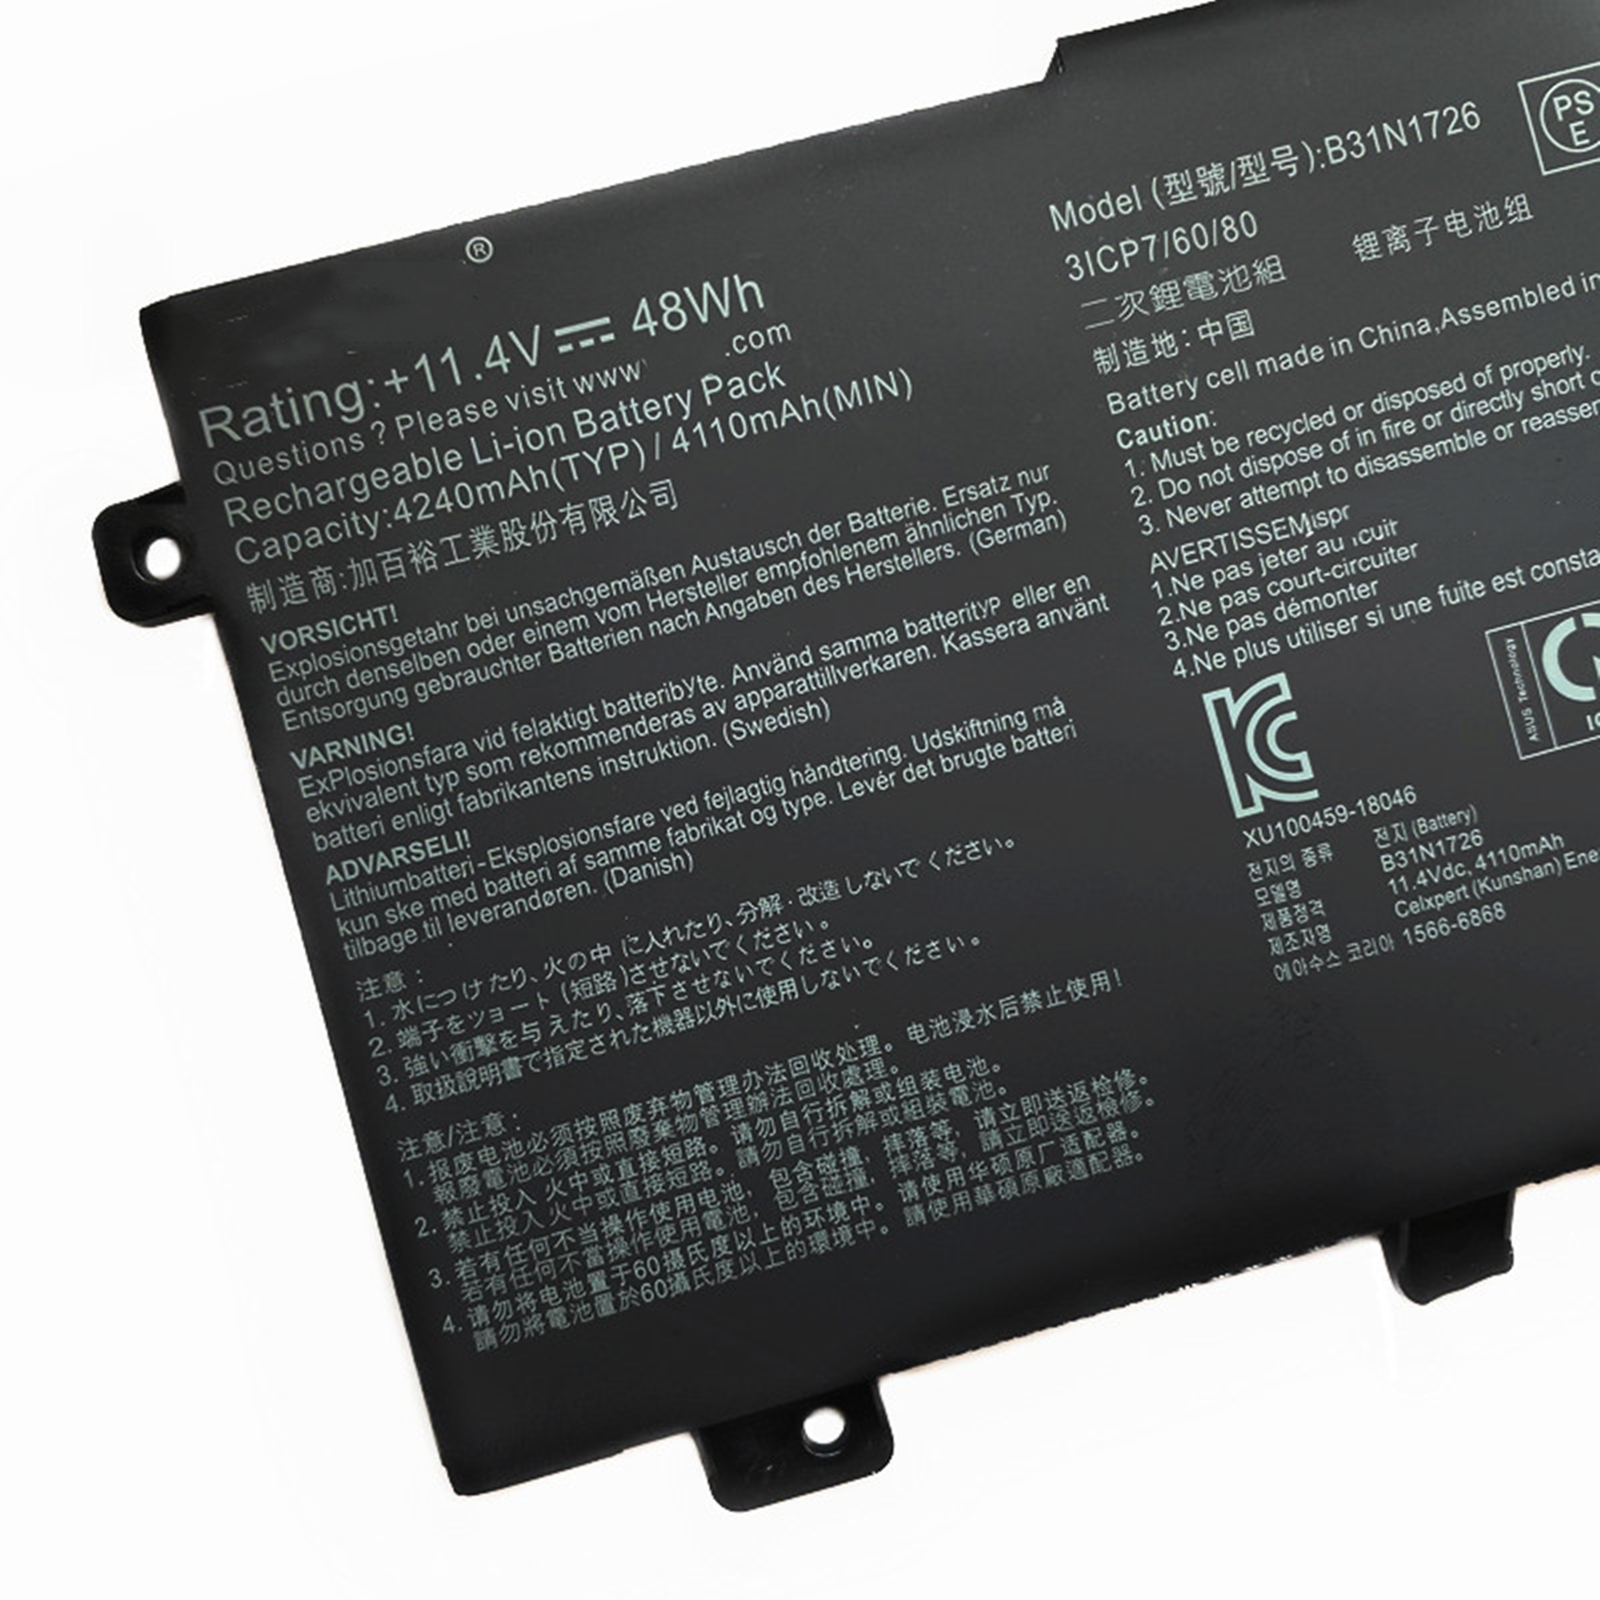 ®
Rating:+11.4V 48Wh
Questions ? Please visit www .com
Rechargeable Li-ion Battery Pack
Capacity:4240mAh(TYP) / 4110mAh(MIN)
制造商:加百裕工業股份有限公司
VORSICHT!
Explosionsgetahr bei unsachgemäßen Austausch der Batterie. Ersatz nur
durch denselben oder einem vom Hersteller empfohlenem ähnlichen Typ.
Entsorgung gebrauchter Batterien nach Angaben des Herstellers. (German)
VARNING!
ExPlosionsfara vid felaktigt batteribyte. Använd samma batterityP eller en
ekvivalent typ som rekommenderas av apparattillverkaren. Kassera använt
batteri enligt fabrikantens instruktion. (Swedish)
ADVARSELI!
Lithiumbatteri-Eksplosionsfare ved fejlagtig håndtering. Udskiftning må
kun ske med batteri af samme fabrikat og type. Levér det brugte batteri
tilbage til leverandøren. (Danish)
注意：
1. 水につけたり、火の中に入れたり、分解·改造しないでください。
2. 端子をツョート (短路)させないでください。
3. 強い衝撃を与えたり、落下させないでください。
4. 取扱說明書で指定された機器以外に使用しないでください。
注意/注意：
1. 报废电池必须按照废弃物管理办法回收处理。电池浸水后禁止使用!
報廢電池必須按照廢棄物管理辦法回收處理。
2. 禁止投入火中或直接短路。請勿自行拆解或组装电池。
禁止投入火中或直接短路。請勿自行拆解或組裝電池。
3. 若有任何不当操作使用电池，包含碰撞，摔落等，请立即送返检修。
若有任何不當操作使用電池，包含碰撞，摔落等，請立即送返檢修。
4. 请勿将电池置于60摄氏度以上的环境中。请使用华硕原厂适配器。
請勿將電池置於60攝氏度以上的環境中。請使用華碩原廠適配器。
Model (型號/型号):B31N1726
3ICP7/60/80
二次鋰電池組 锂离子电池组
制造地: 中国
Battery cell made in China,Assembled in
Caution:
1. Must be recycled or disposed of properly.
2. Do not dispose of in fire or directly short
3. Never attempt to disassemble or
AVERTISSEM
1.Ne pas jeter au
2.Ne pas court-circuiter
3.Ne pas démonter
4.Ne plus utiliser si une fuite est
PS
E
ASUS Technology
XU100459-18046
전지의 종류 전지 (Battery)
모델명 B31N1726
제품정격 11.4Vdc, 4110mAh
제조자명 Celxpert (Kunshan)
에이수스 코리아 1566-6868